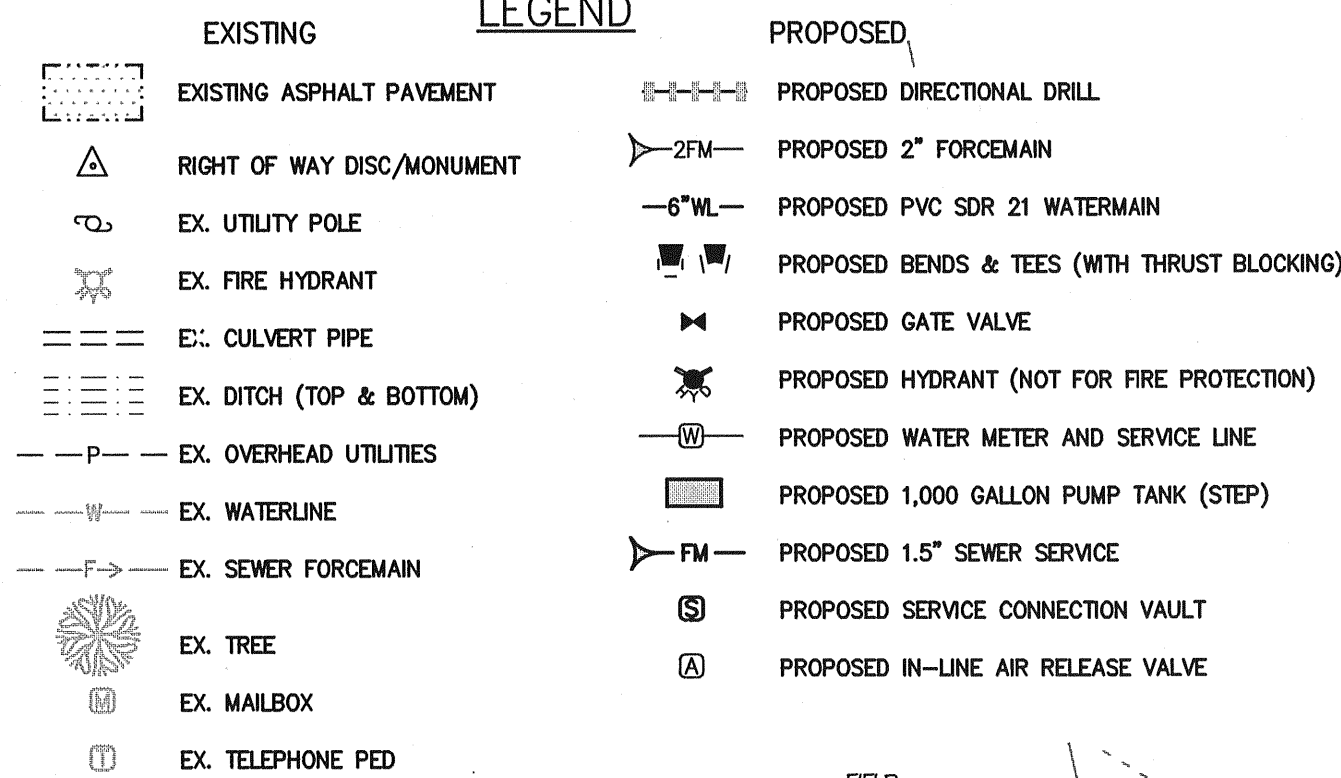 LEGEND
EXISTING
EXISTING ASPHALT PAVEMENT
RIGHT OF WAY DISC/MONUMENT
EX. UTILITY POLE
EX. FIRE HYDRANT
EX. CULVERT PIPE
EX. DITCH (TOP & BOTTOM)
P EX. OVERHEAD UTILITIES
W EX. WATERLINE
F EX. SEWER FORCEMAIN
EX. TREE
M EX. MAILBOX
T EX. TELEPHONE PED
PROPOSED
PROPOSED DIRECTIONAL DRILL
2FM PROPOSED 2" FORCEMAIN
6"WL PROPOSED PVC SDR 21 WATERMAIN
PROPOSED BENDS & TEES (WITH THRUST BLOCKING)
PROPOSED GATE VALVE
PROPOSED HYDRANT (NOT FOR FIRE PROTECTION)
W PROPOSED WATER METER AND SERVICE LINE
PROPOSED 1,000 GALLON PUMP TANK (STEP)
FM PROPOSED 1.5" SEWER SERVICE
S PROPOSED SERVICE CONNECTION VAULT
A PROPOSED IN-LINE AIR RELEASE VALVE
FIELD